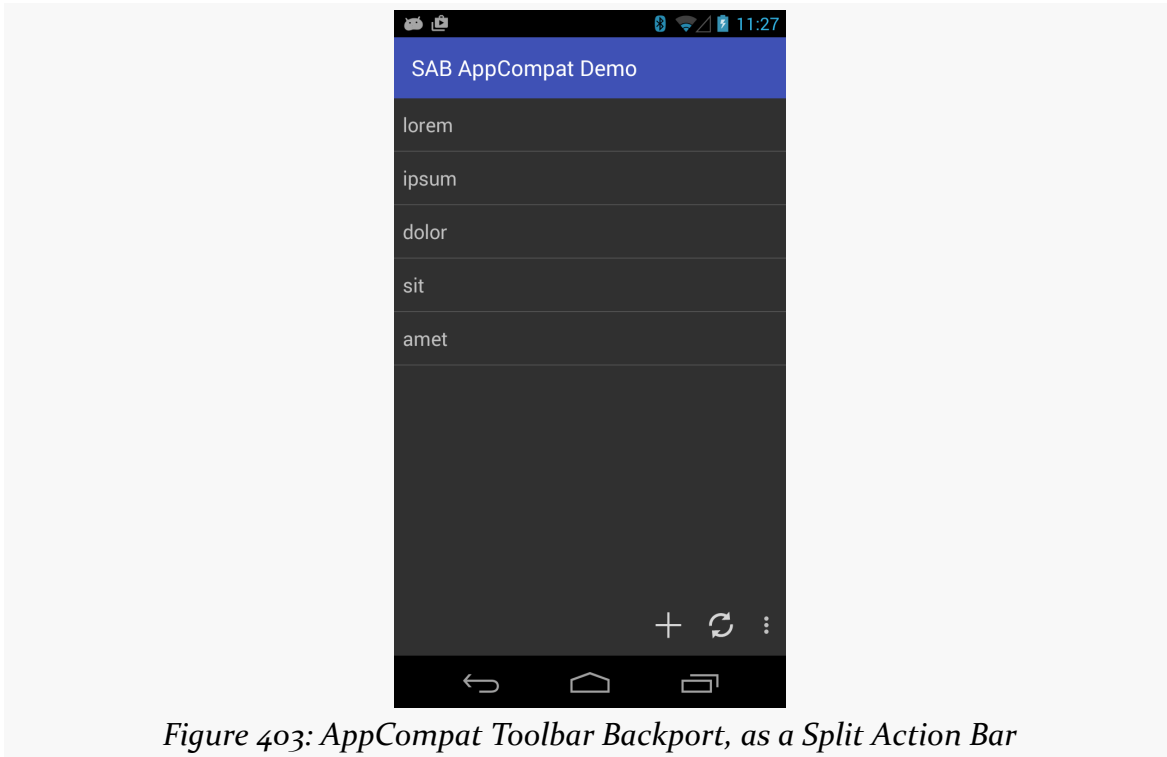 11:27
SAB AppCompat Demo
lorem
ipsum
dolor
sit
amet
Figure 403: AppCompat Toolbar Backport, as a Split Action Bar